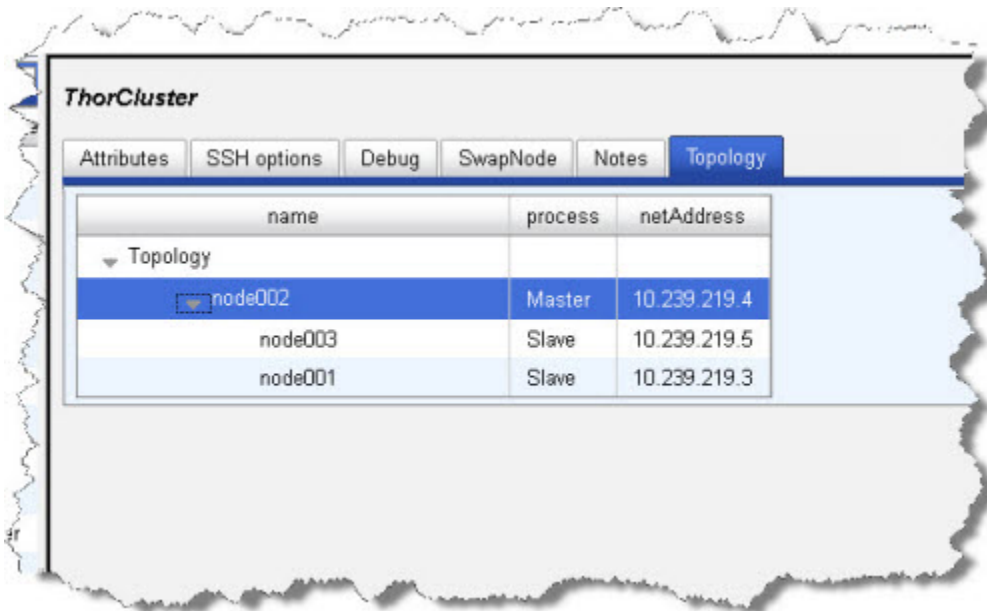 ThorCluster
Attributes SSH options Debug SwapNode Notes Topology
name process netAddress
Topology
node002 Master 10.239.219.4
node003 Slave 10.239.219.5
node001 Slave 10.239.219.3